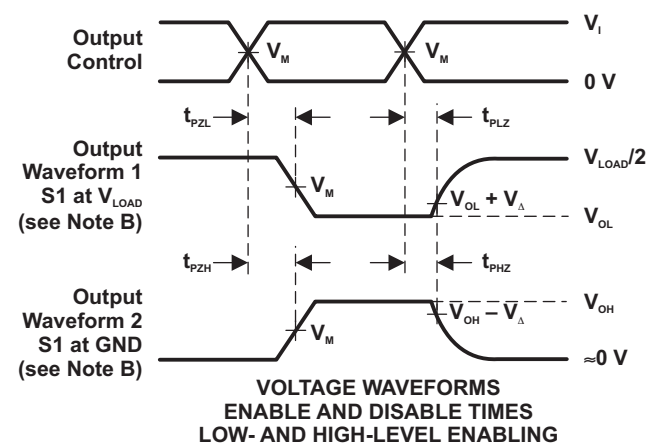 Output
Control
V_M
V_M
V_I
0 V
t_PZL
t_PLZ
Output
Waveform 1
S1 at V_LOAD
(see Note B)
V_M
V_OL + V_Δ
V_LOAD/2
V_OL
t_PZH
t_PHZ
Output
Waveform 2
S1 at GND
(see Note B)
V_M
V_OH – V_Δ
V_OH
≈0 V
VOLTAGE WAVEFORMS
ENABLE AND DISABLE TIMES
LOW- AND HIGH-LEVEL ENABLING